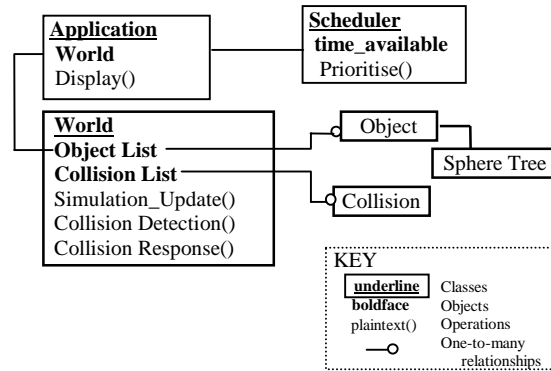 Application
World
Display()
Scheduler
time_available
Prioritise()
World
Object List
Collision List
Simulation_Update()
Collision Detection()
Collision Response()
Object
Sphere Tree
Collision
KEY
underline Classes
boldface Objects
plaintext() Operations
One-to-many
relationships